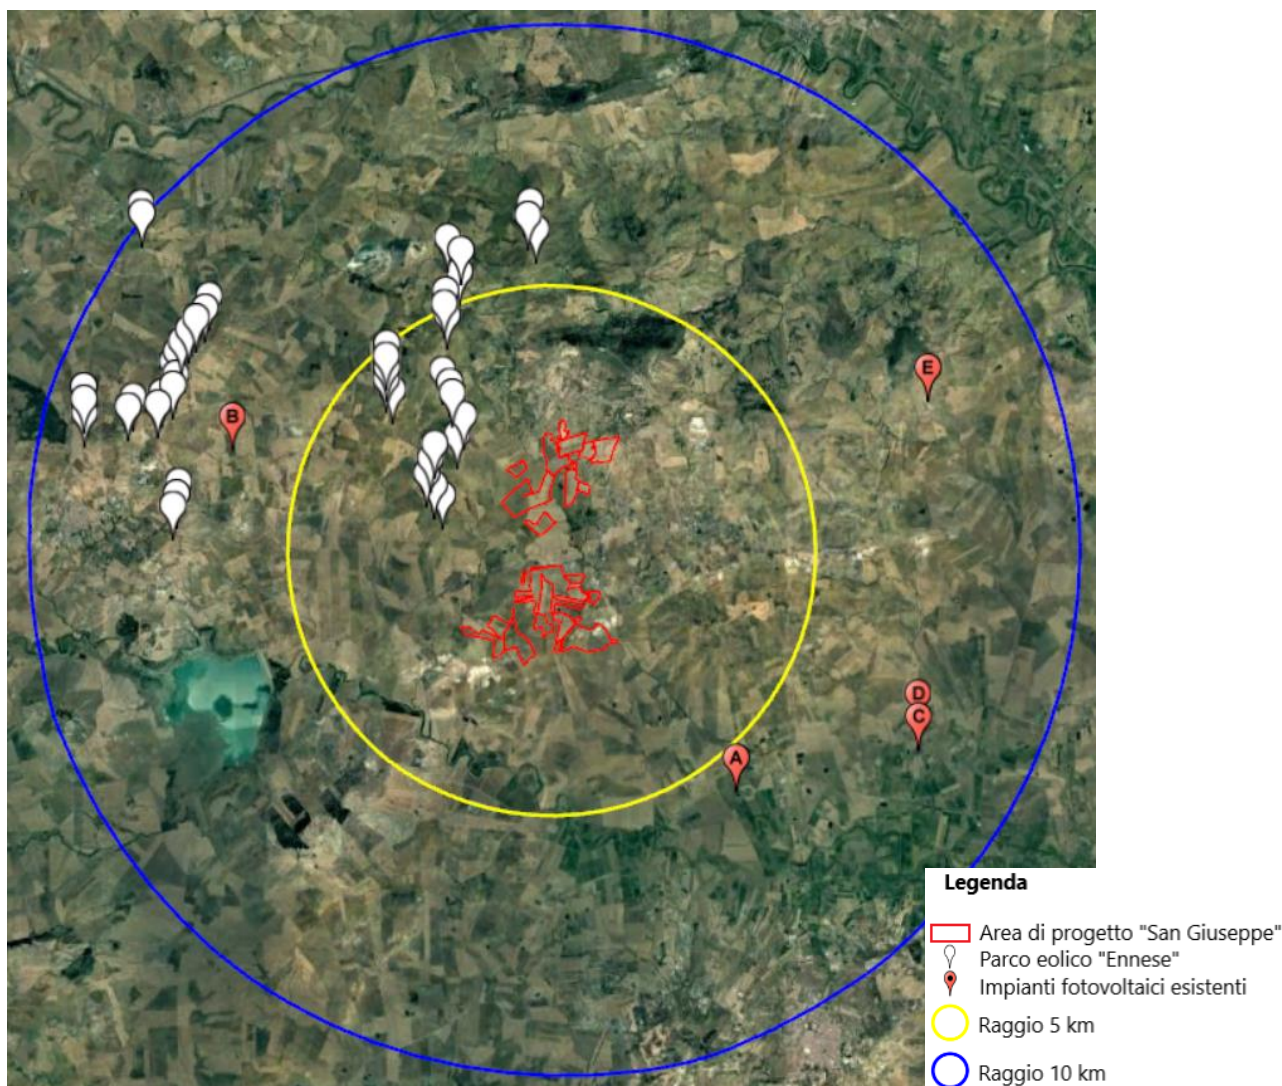 E
B
D
C
A
Legenda
Area di progetto "San Giuseppe"
Parco eolico "Ennese"
Impianti fotovoltaici esistenti
Raggio 5 km
Raggio 10 km